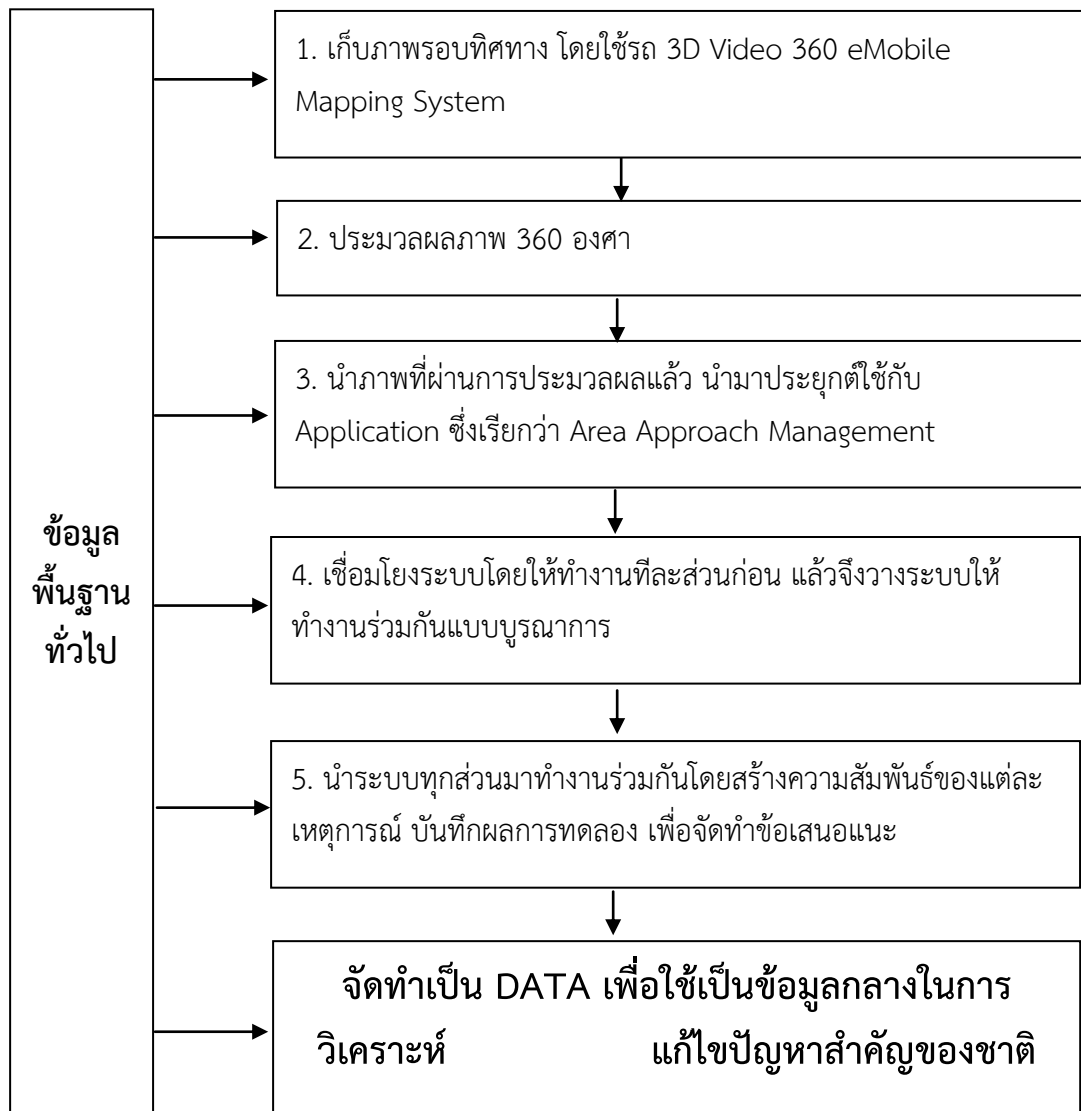 1. เก็บภาพรอบทิศทาง โดยใช้รถ 3D Video 360 eMobile
Mapping System
2. ประมวลผลภาพ 360 องศา
3. นำภาพที่ผ่านการประมวลผลแล้ว นำมาประยุกต์ใช้กับ
Application ซึ่งเรียกว่า Area Approach Management
ข้อมูล
พื้นฐาน
ทั่วไป
4. เชื่อมโยงระบบโดยให้ทำงานทีละส่วนก่อน แล้วจึงวางระบบให้
ทำงานร่วมกันแบบบูรณาการ
5. นำระบบทุกส่วนมาทำงานร่วมกันโดยสร้างความสัมพันธ์ของแต่ละ
เหตุการณ์ บันทึกผลการทดลอง เพื่อจัดทำข้อเสนอแนะ
จัดทำเป็น DATA เพื่อใช้เป็นข้อมูลกลางในการ
วิเคราะห์ แก้ไขปัญหาสำคัญของชาติ